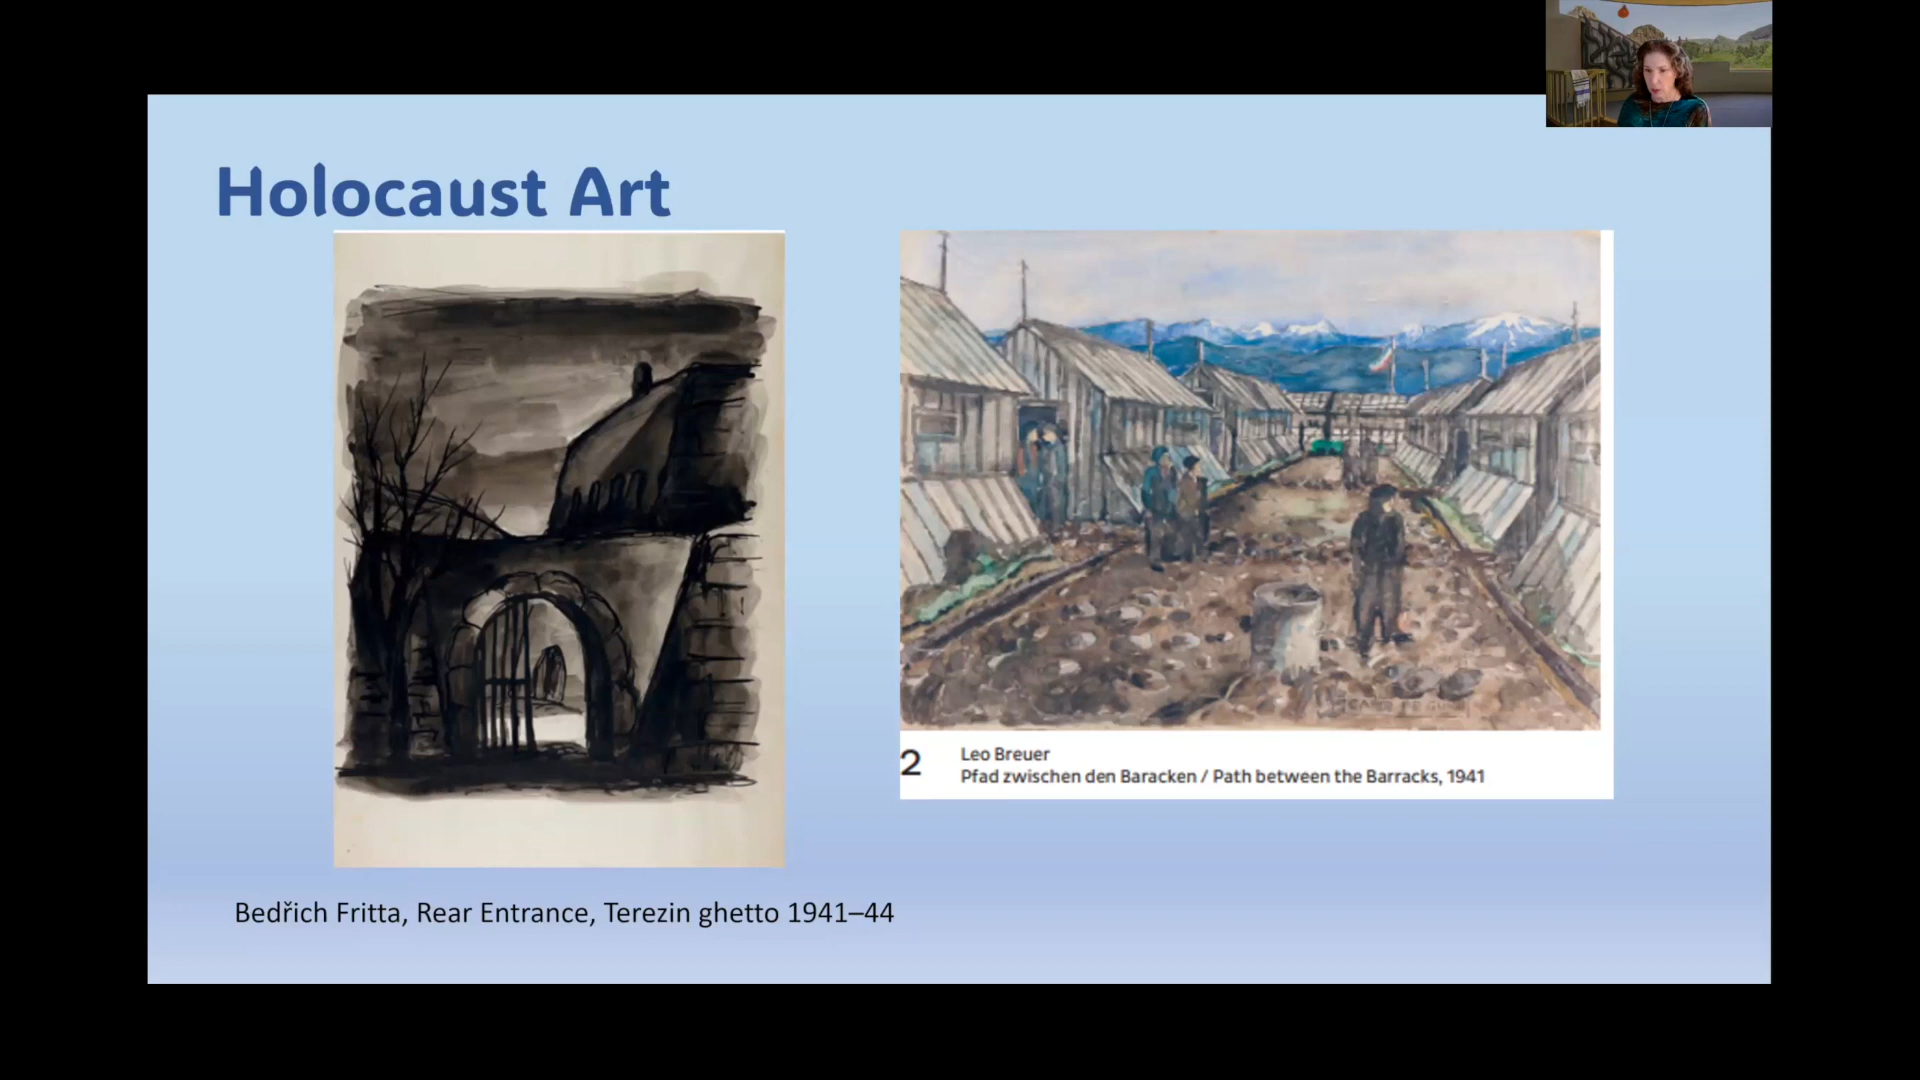 Holocaust Art
2
Leo Breuer
Pfad zwischen den Baracken / Path between the Barracks, 1941
Bedřich Fritta, Rear Entrance, Terezin ghetto 1941–44